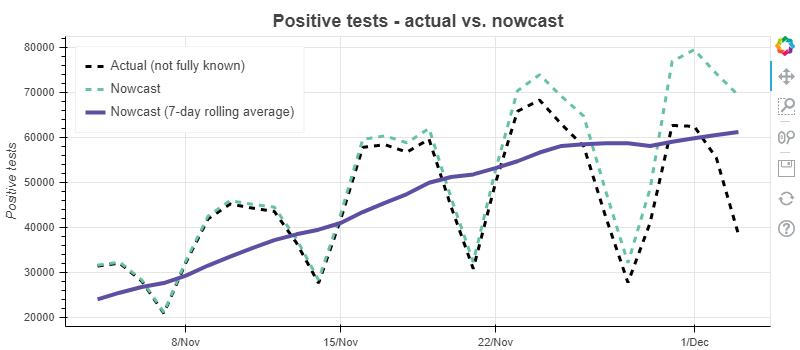 Positive tests - actual vs. nowcast
Actual (not fully known)
Nowcast
Nowcast (7-day rolling average)
Positive tests
80000
70000
60000
50000
40000
30000
20000
8/Nov
15/Nov
22/Nov
1/Dec